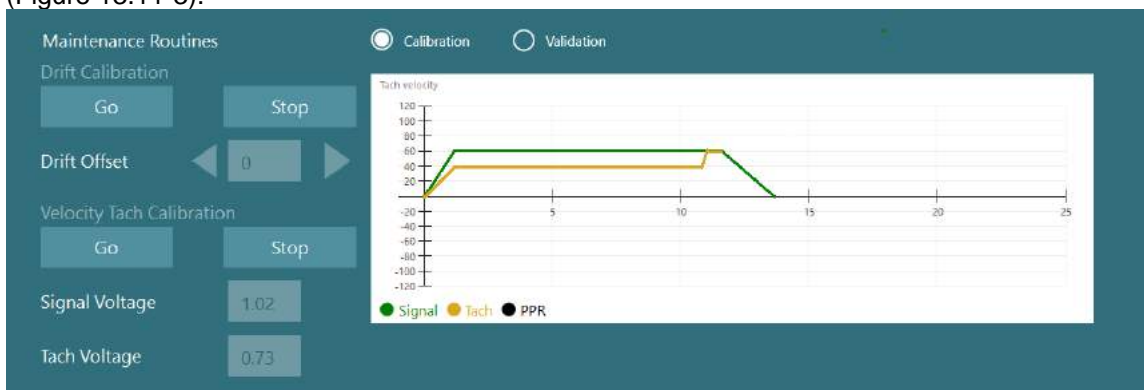 Maintenance Routines
Calibration
Validation
Drift Calibration
Go
Stop
Drift Offset
0
Velocity Tach Calibration
Go
Stop
Signal Voltage
1.02
Tach Voltage
0.73
Tach velocity
120
100
80
60
40
20
-20
-40
-60
-80
-100
-120
5
10
15
20
25
Signal
Tach
PPR